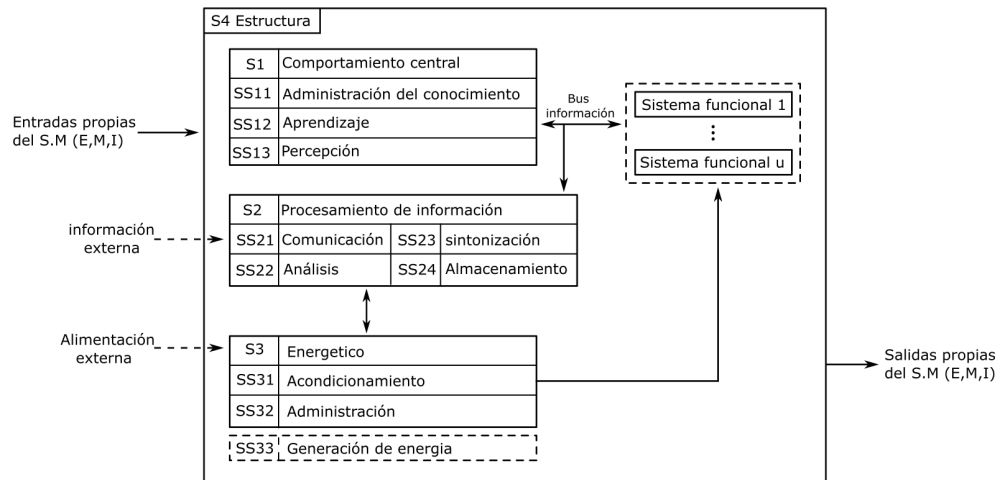 S4 Estructura
S1 Comportamiento central
SS11 Administración del conocimiento
SS12 Aprendizaje
SS13 Percepción
Bus
información
Sistema funcional 1
⋮
Sistema funcional u
Entradas propias
del S.M (E,M,I)
S2 Procesamiento de información
SS21 Comunicación SS23 sintonización
SS22 Análisis SS24 Almacenamiento
información
externa
Alimentación
externa
S3 Energetico
SS31 Acondicionamiento
SS32 Administración
SS33 Generación de energia
Salidas propias
del S.M (E,M,I)